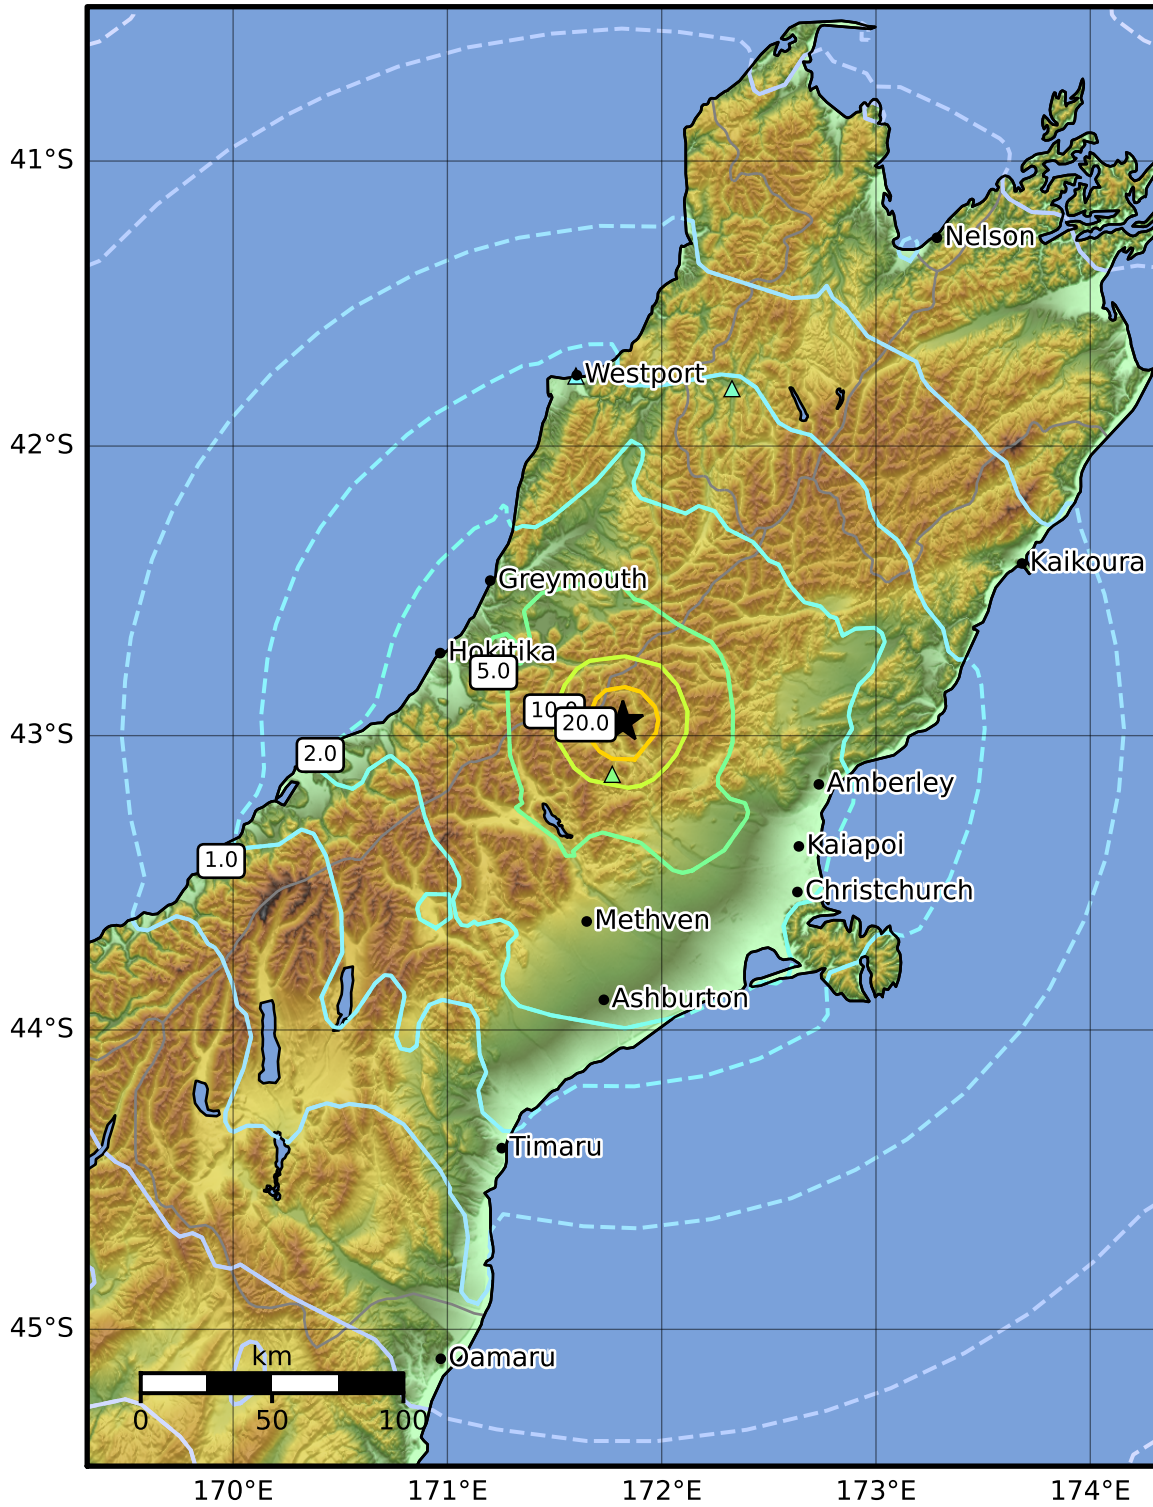 41°S
Nelson
Westport
42°S
Kaikoura
Greymouth
Hokitika
5.0
10.0
20.0
43°S
2.0
Amberley
Kaiapoi
1.0
Christchurch
Methven
Ashburton
44°S
Timaru
45°S
km
Oamaru
0 50 100
170°E 171°E 172°E 173°E 174°E